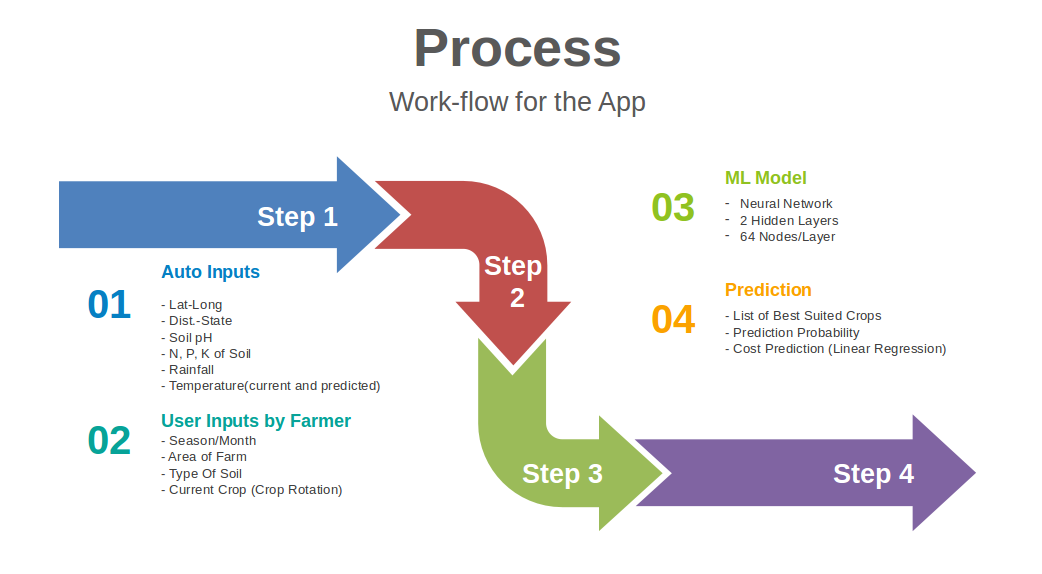 Process
Work-flow for the App
Step 1
Step
2
Step 3
Step 4
01
Auto Inputs
- Lat-Long
- Dist.-State
- Soil pH
- N, P, K of Soil
- Rainfall
- Temperature(current and predicted)
02
User Inputs by Farmer
- Season/Month
- Area of Farm
- Type Of Soil
- Current Crop (Crop Rotation)
03
ML Model
- Neural Network
- 2 Hidden Layers
- 64 Nodes/Layer
04
Prediction
- List of Best Suited Crops
- Prediction Probability
- Cost Prediction (Linear Regression)